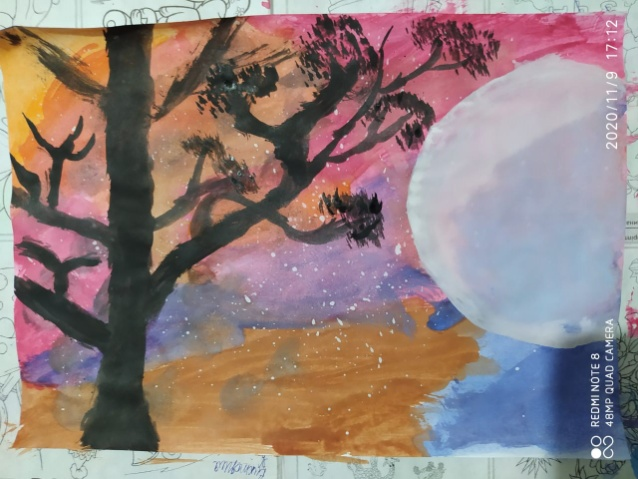 2020/11/9 17:12
REDMI NOTE 8
48MP QUAD CAMERA